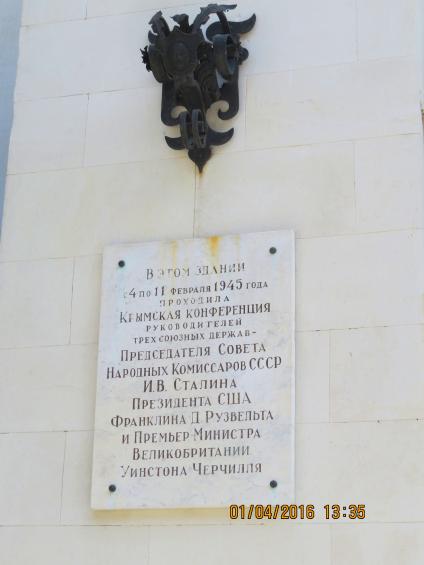 В этом здании
с 4 по 11 февраля 1945 года
проходила
Крымская конференция
руководителей
трех союзных держав-
Председателя Совета
Народных Комиссаров СССР
И.В. Сталина
Президента США
Франклина Д. Рузвельта
и Премьер-Министра
Великобритании
Уинстона Черчилля
01/04/2016 13:35